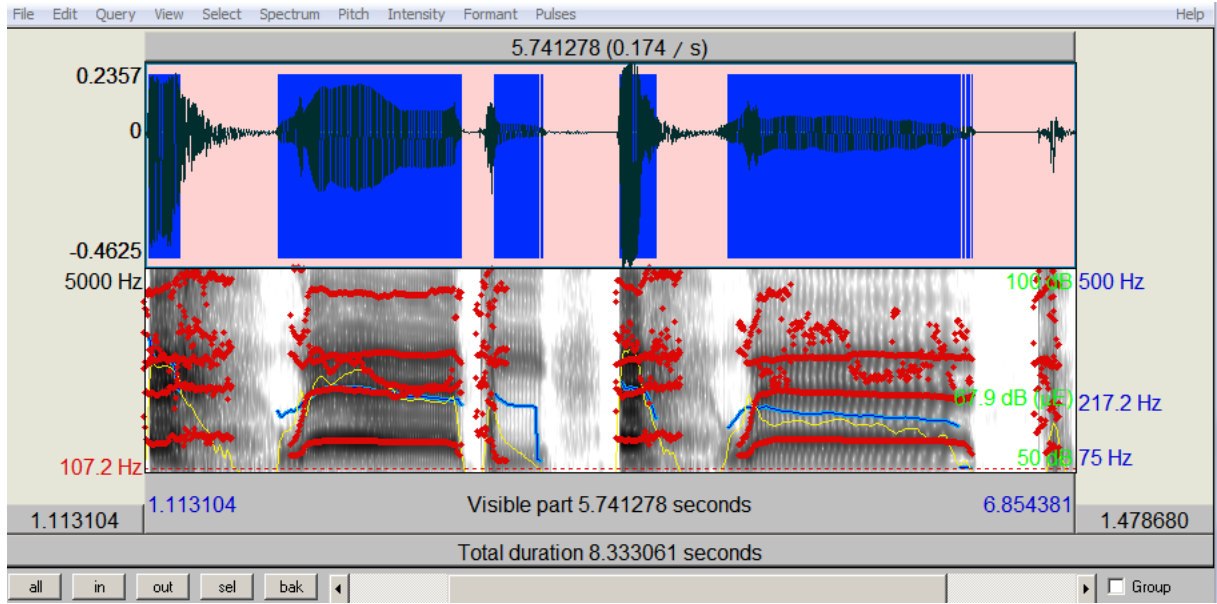 File Edit Query View Select Spectrum Pitch Intensity Formant Pulses Help
5.741278 (0.174 / s)
0.2357
0
-0.4625
5000 Hz 100 dB 500 Hz
67.9 dB (µE) 217.2 Hz
107.2 Hz 50 dB 75 Hz
1.113104 Visible part 5.741278 seconds 6.854381
1.113104 1.478680
Total duration 8.333061 seconds
all in out sel bak Group